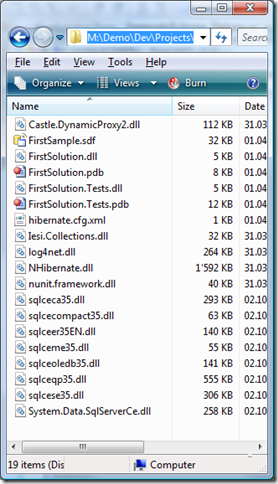 M:\Demo\Dev\Projects\ Search
File Edit View Tools Help
Organize Views Burn
Name Size Date
Castle.DynamicProxy2.dll 112 KB 31.03
FirstSample.sdf 32 KB 01.04
FirstSolution.dll 5 KB 01.04
FirstSolution.pdb 8 KB 01.04
FirstSolution.Tests.dll 5 KB 01.04
FirstSolution.Tests.pdb 12 KB 01.04
hibernate.cfg.xml 1 KB 01.04
Iesi.Collections.dll 32 KB 31.03
log4net.dll 264 KB 31.03
NHibernate.dll 1'592 KB 31.03
nunit.framework.dll 40 KB 31.03
sqlceca35.dll 293 KB 02.10
sqlcecompact35.dll 63 KB 02.10
sqlceer35EN.dll 140 KB 02.10
sqlceme35.dll 55 KB 02.10
sqlceoledb35.dll 141 KB 02.10
sqlceqp35.dll 555 KB 02.10
sqlcese35.dll 306 KB 02.10
System.Data.SqlServerCe.dll 258 KB 02.10
19 items (Dis Computer